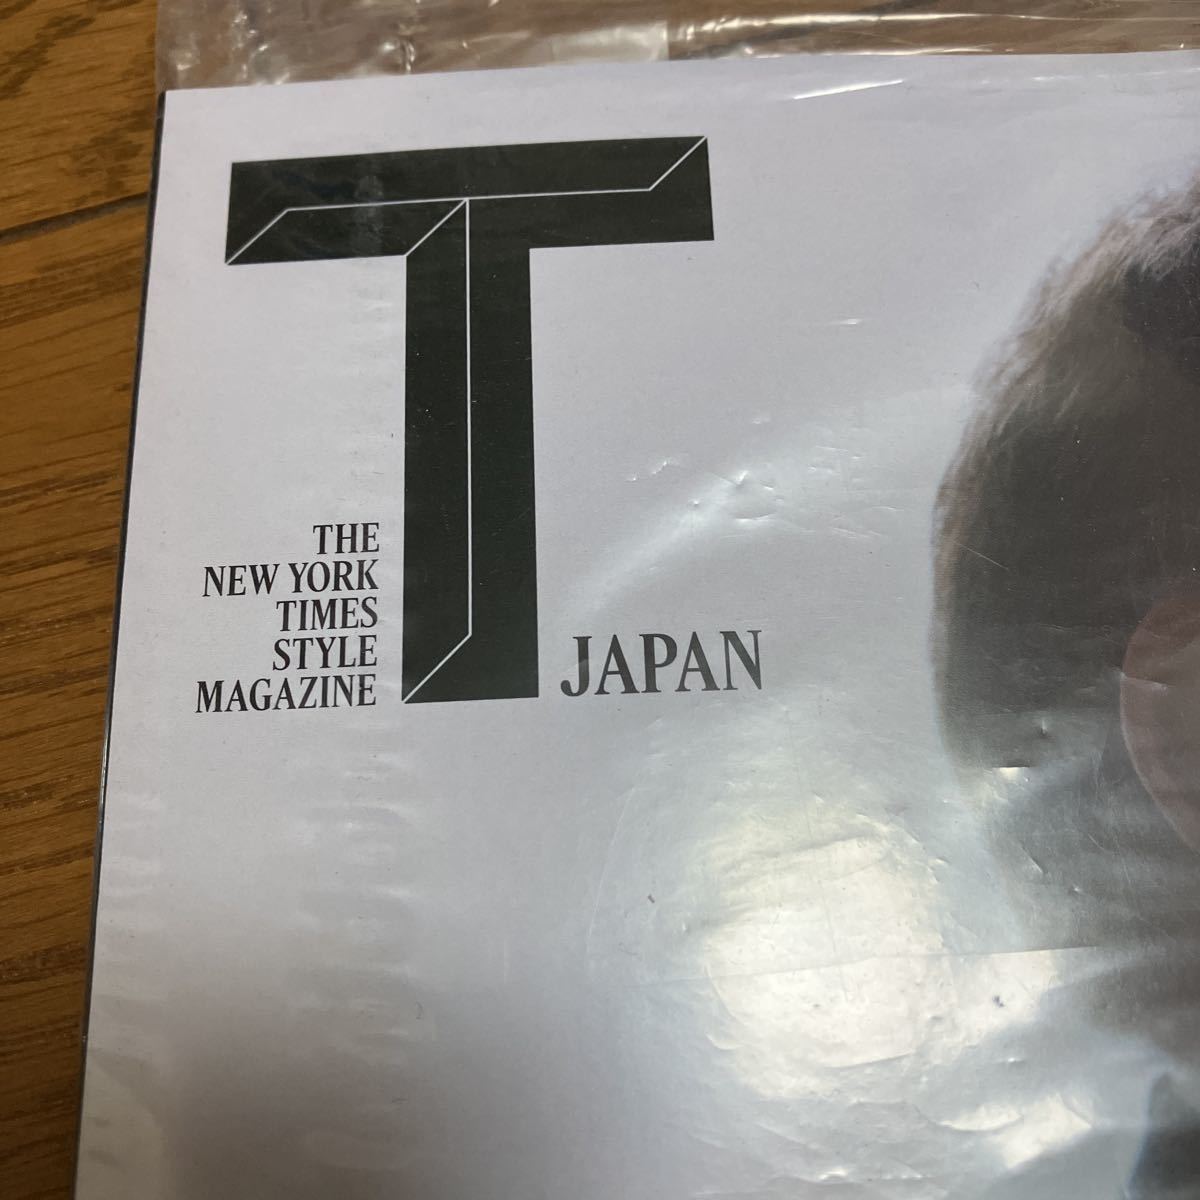 T
THE
NEW YORK
TIMES
STYLE
MAGAZINE
JAPAN